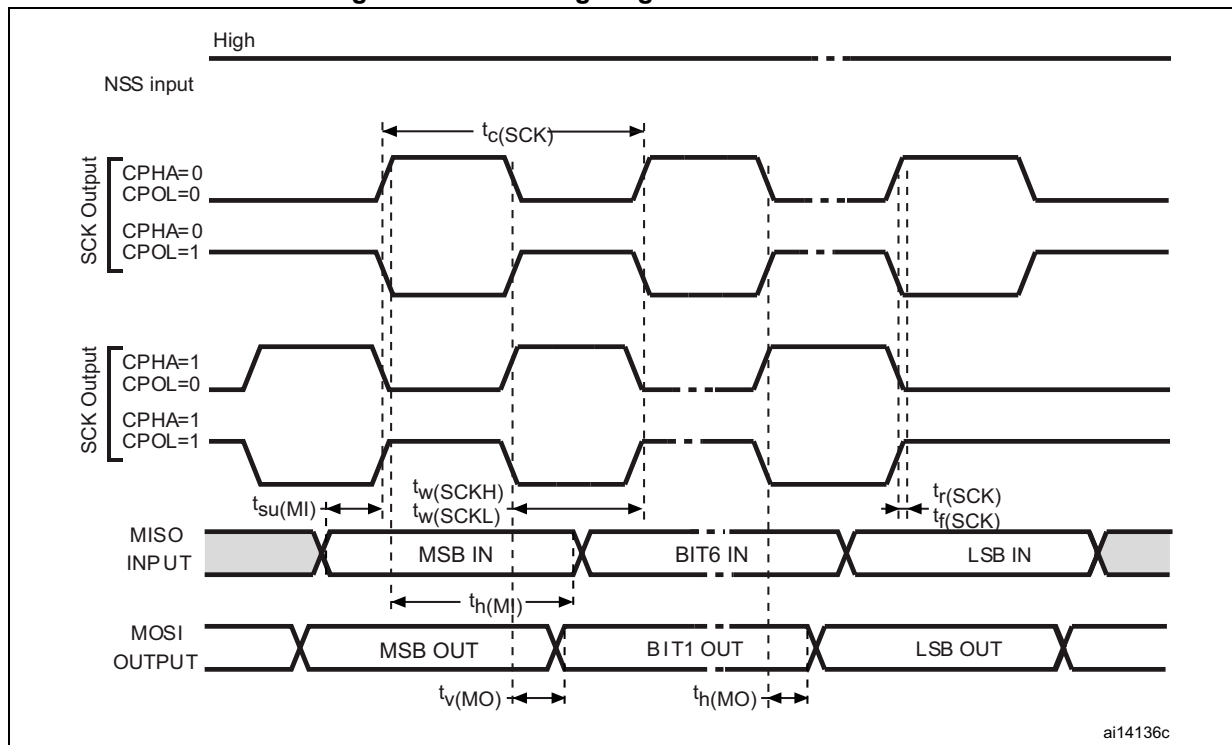 High
NSS input
tc(SCK)
SCK Output
CPHA=0
CPOL=0
CPHA=0
CPOL=1
SCK Output
CPHA=1
CPOL=0
CPHA=1
CPOL=1
tsu(MI)
tw(SCKH)
tw(SCKL)
tr(SCK)
tf(SCK)
MISO
INPUT
MSB IN
BIT6 IN
LSB IN
th(MI)
MOSI
OUTPUT
MSB OUT
BIT1 OUT
LSB OUT
tv(MO)
th(MO)
ai14136c